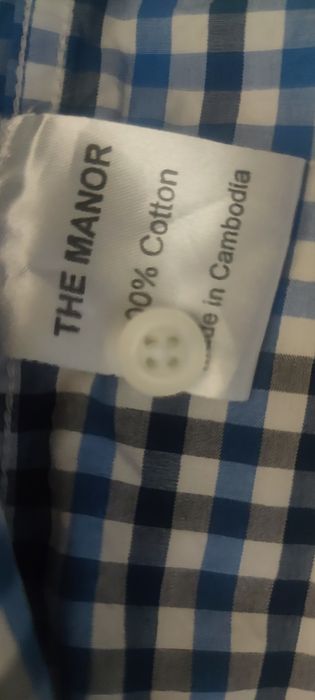 THE MANOR
00% Cotton
de in Cambodia